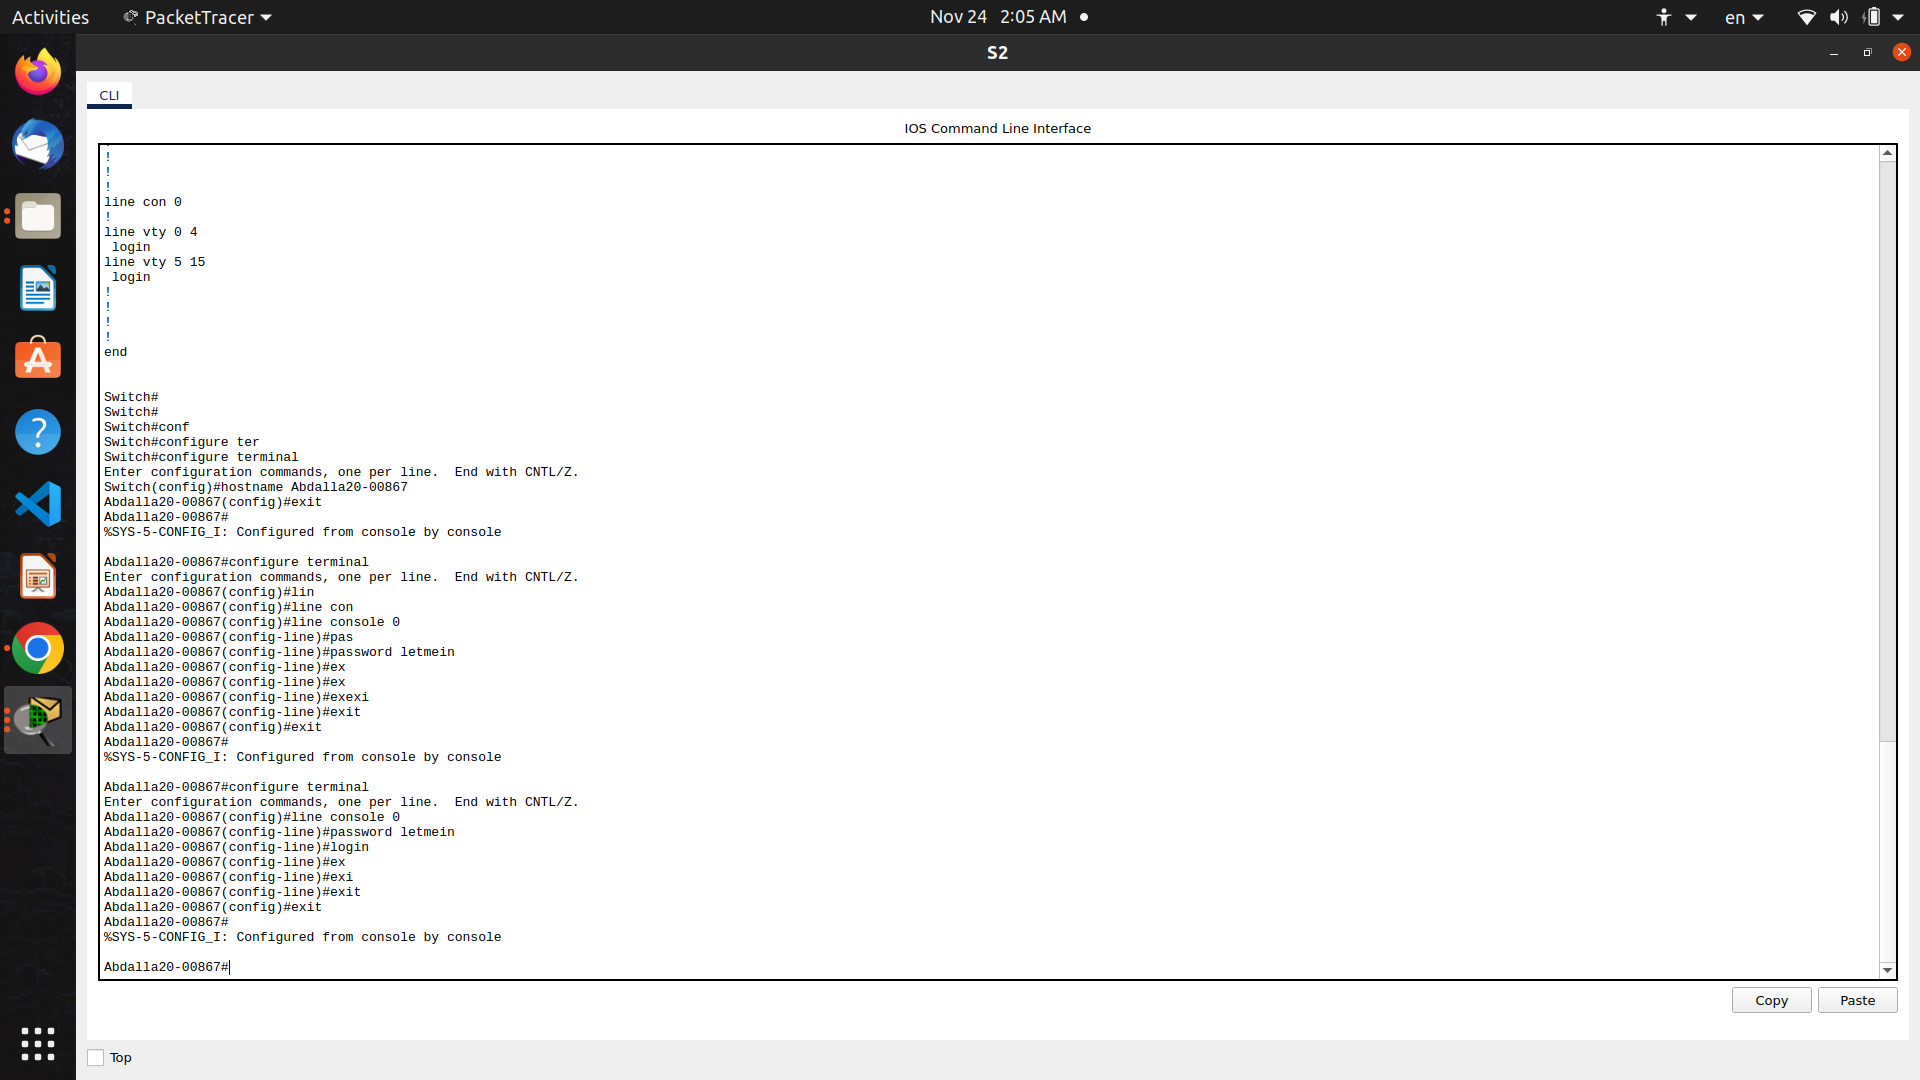 Activities
PacketTracer
Nov 24 2:05 AM
en
S2
CLI
IOS Command Line Interface
!
!
!
line con 0
!
line vty 0 4
login
line vty 5 15
login
!
!
!
!
end
Switch#
Switch#
Switch#conf
Switch#configure ter
Switch#configure terminal
Enter configuration commands, one per line.  End with CNTL/Z.
Switch(config)#hostname Abdalla20-00867
Abdalla20-00867(config)#exit
Abdalla20-00867#
%SYS-5-CONFIG_I: Configured from console by console
Abdalla20-00867#configure terminal
Enter configuration commands, one per line.  End with CNTL/Z.
Abdalla20-00867(config)#lin
Abdalla20-00867(config)#line con
Abdalla20-00867(config)#line console 0
Abdalla20-00867(config-line)#pas
Abdalla20-00867(config-line)#password letmein
Abdalla20-00867(config-line)#ex
Abdalla20-00867(config-line)#ex
Abdalla20-00867(config-line)#exexi
Abdalla20-00867(config-line)#exit
Abdalla20-00867(config)#exit
Abdalla20-00867#
%SYS-5-CONFIG_I: Configured from console by console
Abdalla20-00867#configure terminal
Enter configuration commands, one per line.  End with CNTL/Z.
Abdalla20-00867(config)#line console 0
Abdalla20-00867(config-line)#password letmein
Abdalla20-00867(config-line)#login
Abdalla20-00867(config-line)#ex
Abdalla20-00867(config-line)#exi
Abdalla20-00867(config-line)#exit
Abdalla20-00867(config)#exit
Abdalla20-00867#
%SYS-5-CONFIG_I: Configured from console by console
Abdalla20-00867#
Copy
Paste
Top